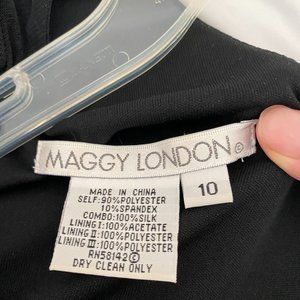 MAGGY LONDON©
10
MADE IN CHINA
SELF:90%POLYESTER
10%SPANDEX
COMBO:100%SILK
LINING I:100%ACETATE
LINING II:100%POLYESTER
LINING III:100%POLYESTER
RN58142©
DRY CLEAN ONLY